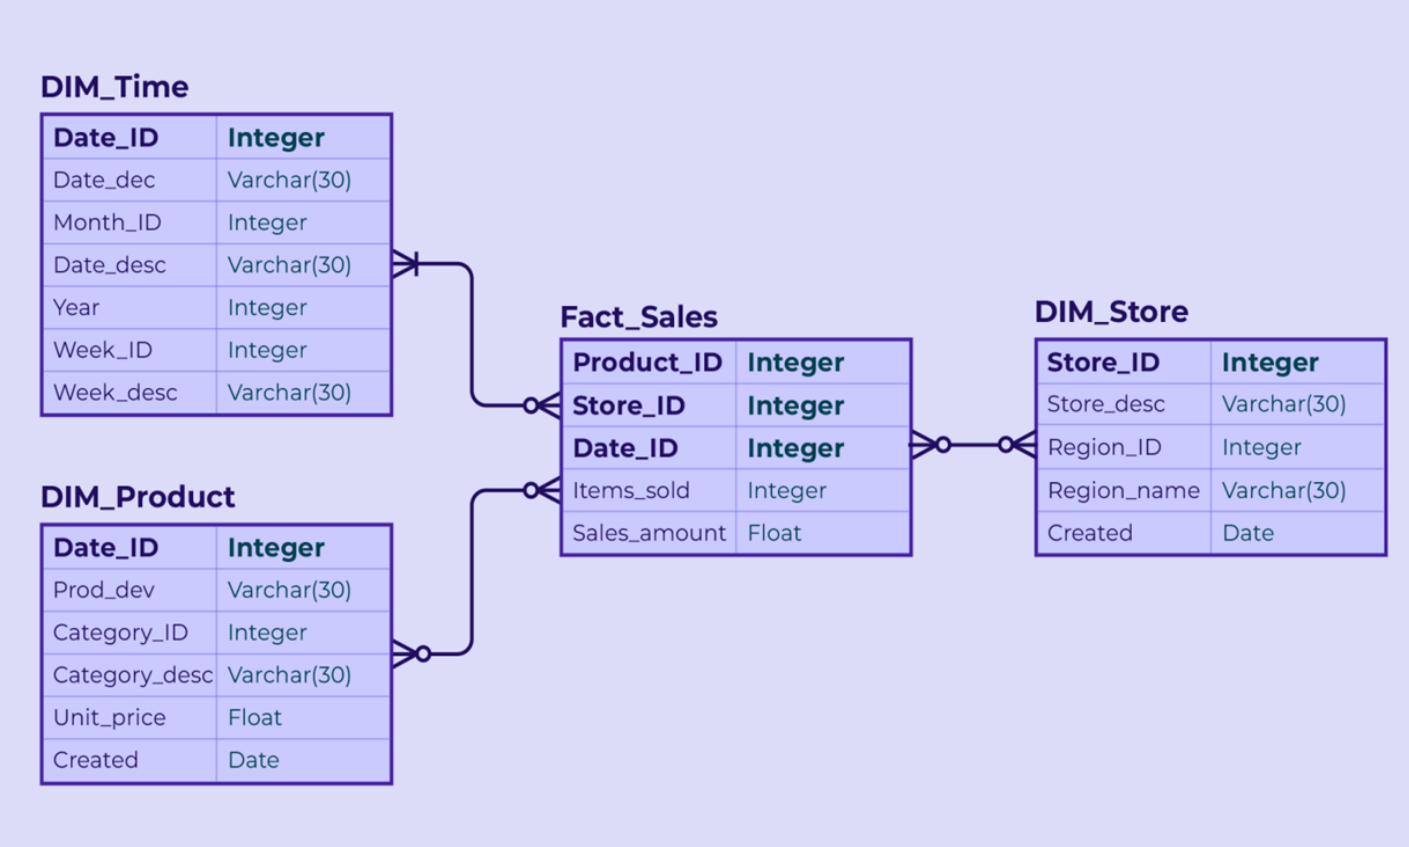 DIM_Time
Date_ID Integer
Date_dec Varchar(30)
Month_ID Integer
Date_desc Varchar(30)
Year Integer
Week_ID Integer
Week_desc Varchar(30)
DIM_Product
Date_ID Integer
Prod_dev Varchar(30)
Category_ID Integer
Category_desc Varchar(30)
Unit_price Float
Created Date
Fact_Sales
Product_ID Integer
Store_ID Integer
Date_ID Integer
Items_sold Integer
Sales_amount Float
DIM_Store
Store_ID Integer
Store_desc Varchar(30)
Region_ID Integer
Region_name Varchar(30)
Created Date